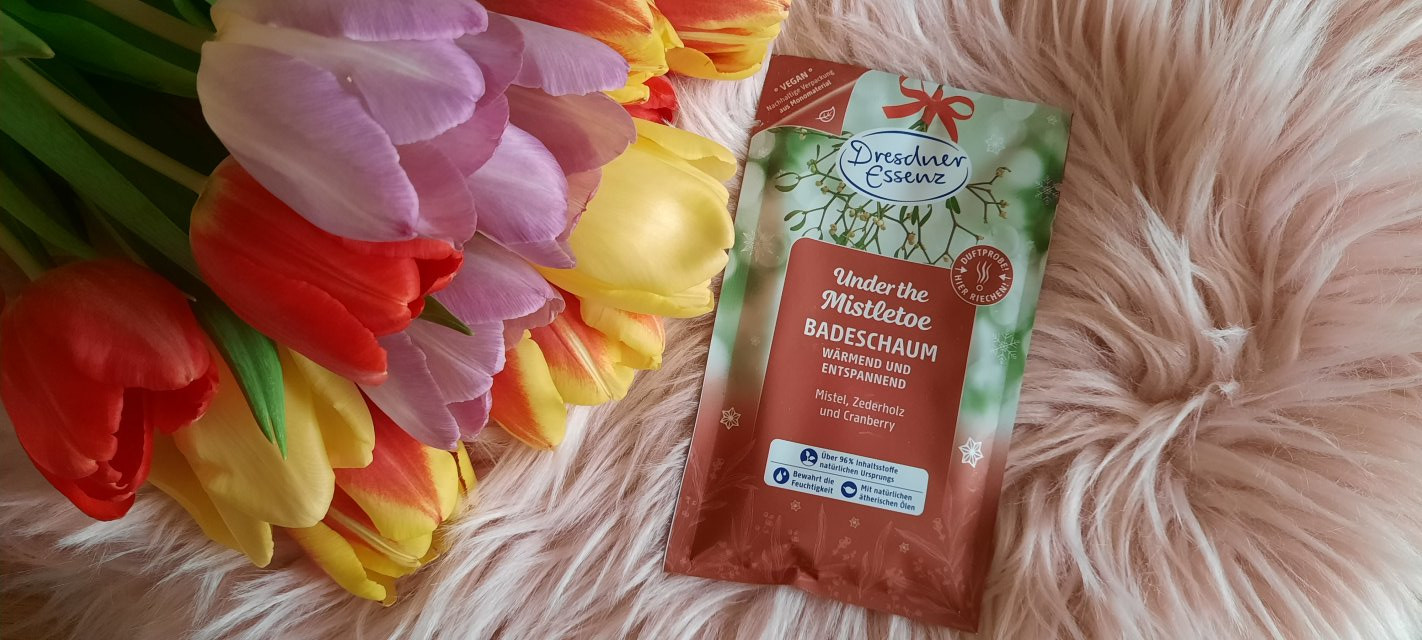 * VEGAN *
Nachhaltige Verpackung
aus Monomaterial
Dresdner
Essenz
DUFTPROBE!
HIER RIECHEN!
Under the
Mistletoe
BADESCHAUM
WÄRMEND UND
ENTSPANNEND
Mistel, Zederholz
und Cranberry
Über 96% Inhaltsstoffe
natürlichen Ursprungs
Bewahrt die
Feuchtigkeit
Mit natürlichen
ätherischen Ölen